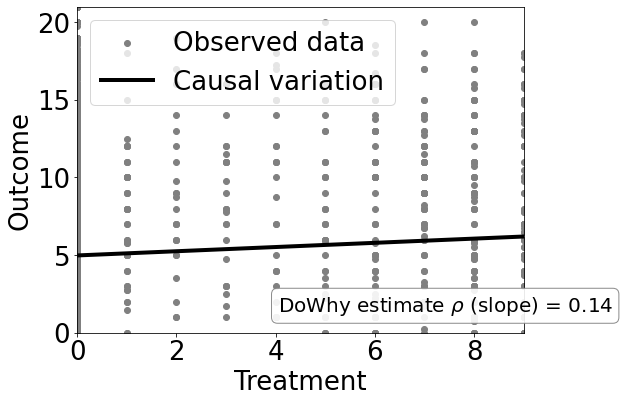 Observed data
Causal variation
Outcome
20
15
10
5
0
DoWhy estimate ρ (slope) = 0.14
0
2
4
6
8
Treatment